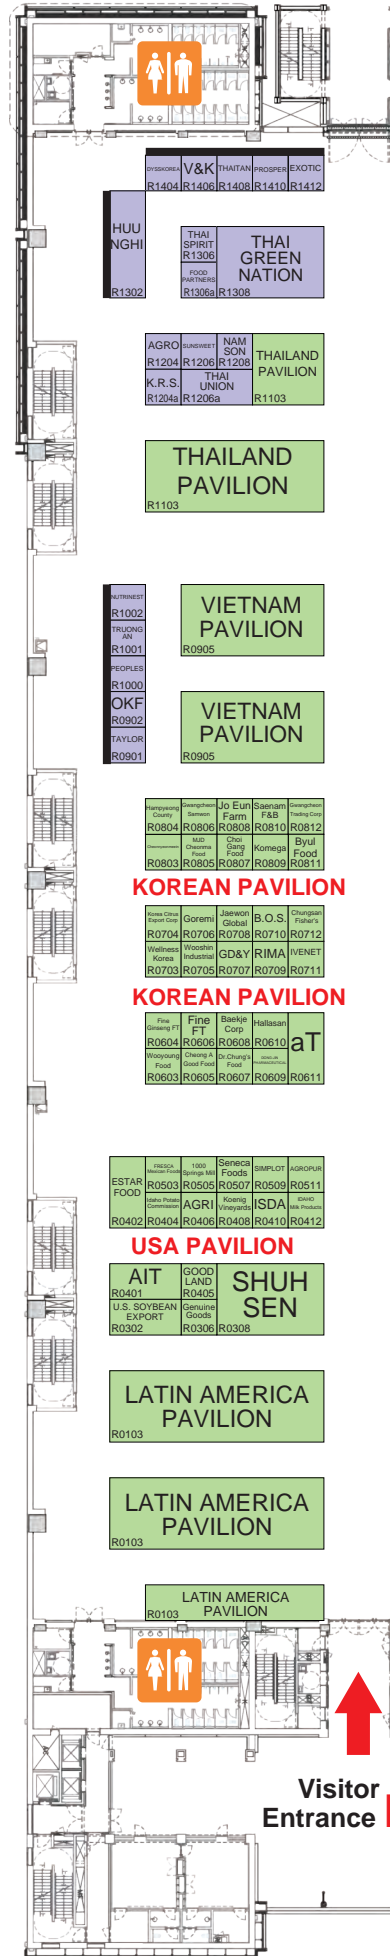 DYSSKOREA
R1404
V&K
R1406
THAITAN
R1408
PROSPER
R1410
EXOTIC
R1412
HUU
NGHI
R1302
THAI
SPIRIT
R1306
FOOD
PARTNERS
R1306a
THAI
GREEN
NATION
R1308
AGRO
R1204
SUNSWEET
R1206
NAM
SON
R1208
THAILAND
PAVILION
R1103
K.R.S.
R1204a
THAI
UNION
R1206a
THAILAND
PAVILION
R1103
NUTRINEST
R1002
TRUONG
AN
R1001
PEOPLES
R1000
OKF
R0902
TAYLOR
R0901
VIETNAM
PAVILION
R0905
VIETNAM
PAVILION
R0905
Hampyeong
County
R0804
Gwangcheon
Samwon
R0806
Jo Eun
Farm
R0808
Saenam
F&B
R0810
Gwangcheon
Trading Corp
R0812
R0803
MJD
Cheonma
Food
R0805
Choi
Gang
Food
R0807
Komega
R0809
Byul
Food
R0811
KOREAN PAVILION
Korea Citrus
Export Corp
R0704
Goremi
R0706
Jaewon
Global
R0708
B.O.S.
R0710
Chungsan
Fisher's
R0712
Wellness
Korea
R0703
Wooshin
Industrial
R0705
GD&Y
R0707
RIMA
R0709
IVENET
R0711
KOREAN PAVILION
Fine
Ginseng FT
R0604
Fine
FT
R0606
Baekje
Corp
R0608
Hallasan
R0610
aT
R0611
Wooyoung
Food
R0603
Cheong A
Good Food
R0605
Dr.Chung's
Food
R0607
R0609
ESTAR
FOOD
R0402
FRESCA
Mexican Foods
R0503
1000
Springs Mill
R0505
Seneca
Foods
R0507
SIMPLOT
R0509
AGROPUR
R0511
Idaho Potato
Commission
R0404
AGRI
R0406
Koenig
Vineyards
R0408
ISDA
R0410
IDAHO
Milk Products
R0412
USA PAVILION
AIT
R0401
GOOD
LAND
R0405
SHUH
SEN
R0308
U.S. SOYBEAN
EXPORT
R0302
Genuine
Goods
R0306
LATIN AMERICA
PAVILION
R0103
LATIN AMERICA
PAVILION
R0103
LATIN AMERICA
PAVILION
R0103
Visitor
Entrance